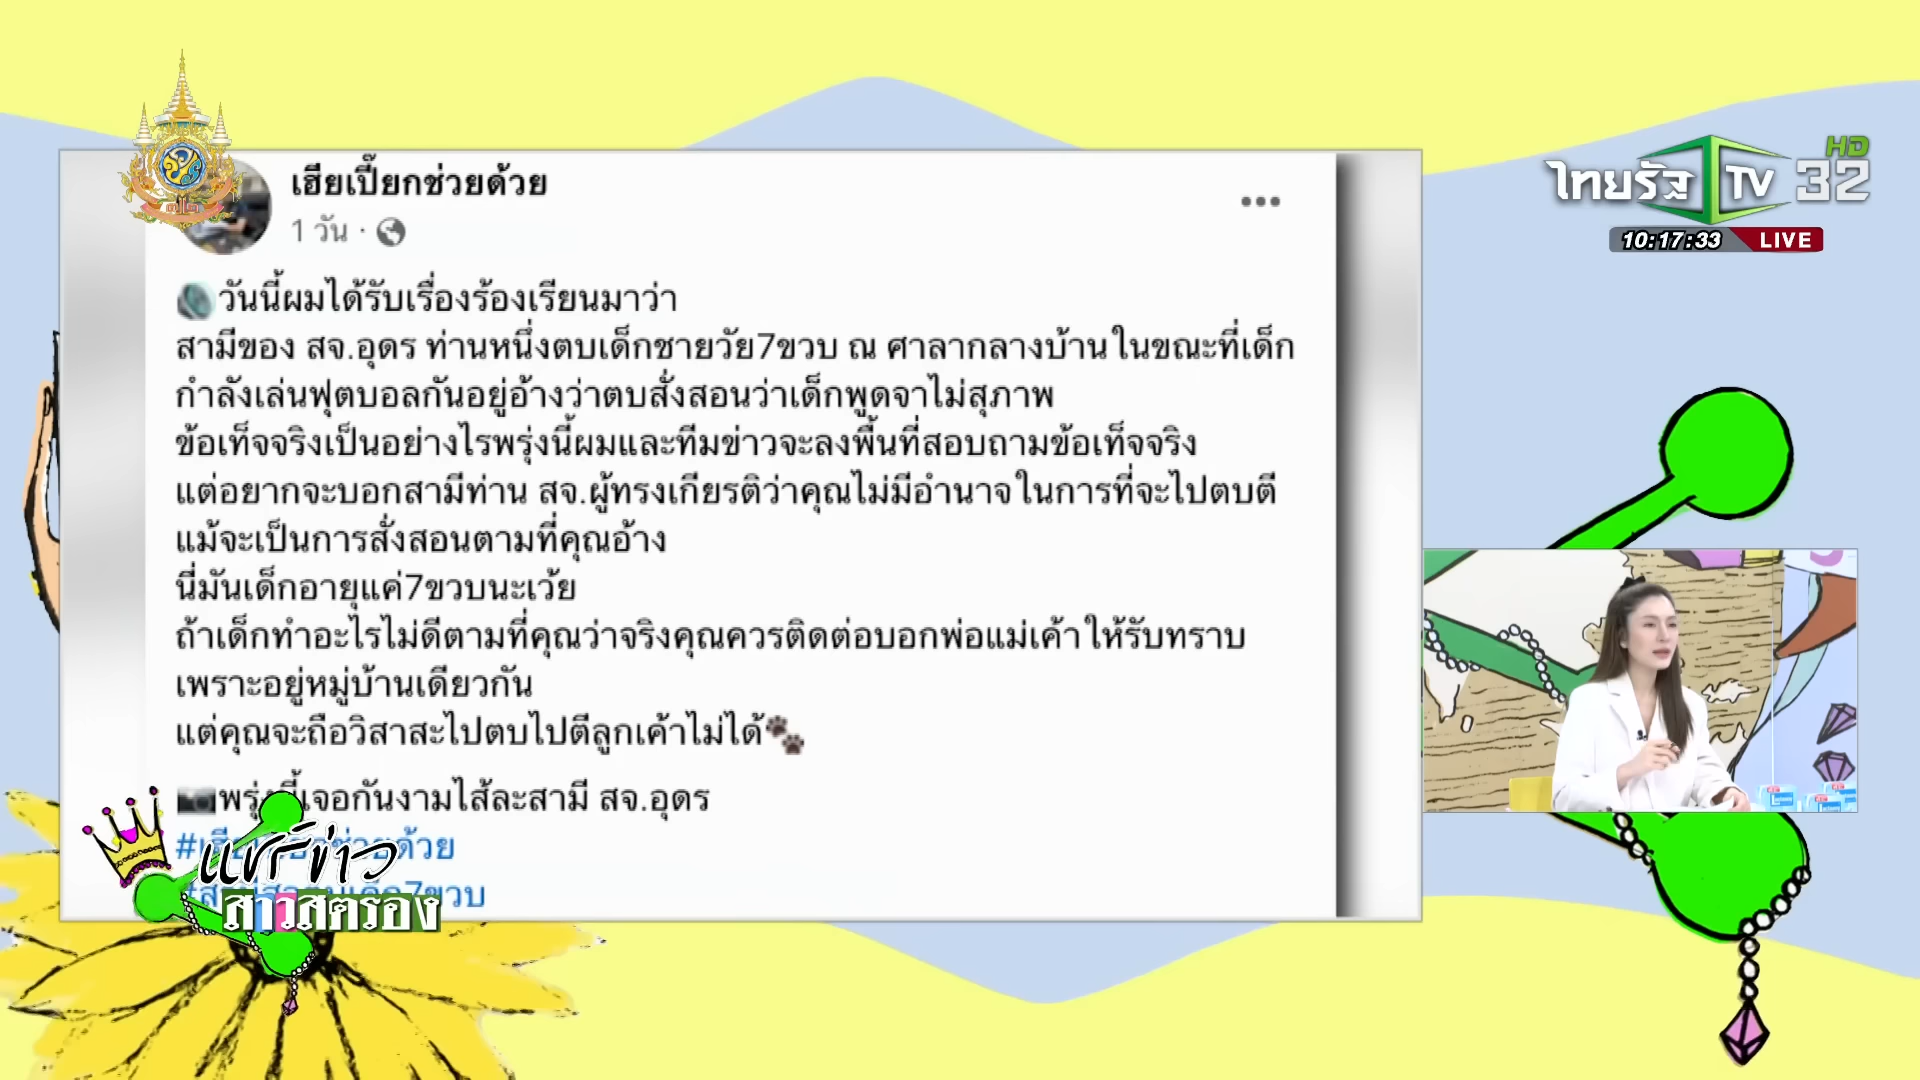 เฮียเปี๊ยกช่วยด้วย
1 วัน ·
วันนี้ผมได้รับเรื่องร้องเรียนมาว่า
สามีของ สจ.อุดร ท่านหนึ่งตบเด็กชายวัย7ขวบ ณ ศาลากลางบ้านในขณะที่เด็ก
กำลังเล่นฟุตบอลกันอยู่อ้างว่าตบสั่งสอนว่าเด็กพูดจาไม่สุภาพ
ข้อเท็จจริงเป็นอย่างไรพรุ่งนี้ผมและทีมข่าวจะลงพื้นที่สอบถามข้อเท็จจริง
แต่อยากจะบอกสามีท่าน สจ.ผู้ทรงเกียรติว่าคุณไม่มีอำนาจในการที่จะไปตบตี
แม้จะเป็นการสั่งสอนตามที่คุณอ้าง
นี่มันเด็กอายุแค่7ขวบนะเว้ย
ถ้าเด็กทำอะไรไม่ดีตามที่คุณว่าจริงคุณควรติดต่อบอกพ่อแม่เค้าให้รับทราบ
เพราะอยู่หมู่บ้านเดียวกัน
แต่คุณจะถือวิสาสะไปตบไปตีลูกเค้าไม่ได้
พรุ่งนี้เจอกันงามไส้ละสามี สจ.อุดร
#เฮียเปี๊ยกช่วยด้วย
แชร์ข่าว
สาวสตรอง
ไทยรัฐ TV 32 HD
10:17:33 LIVE